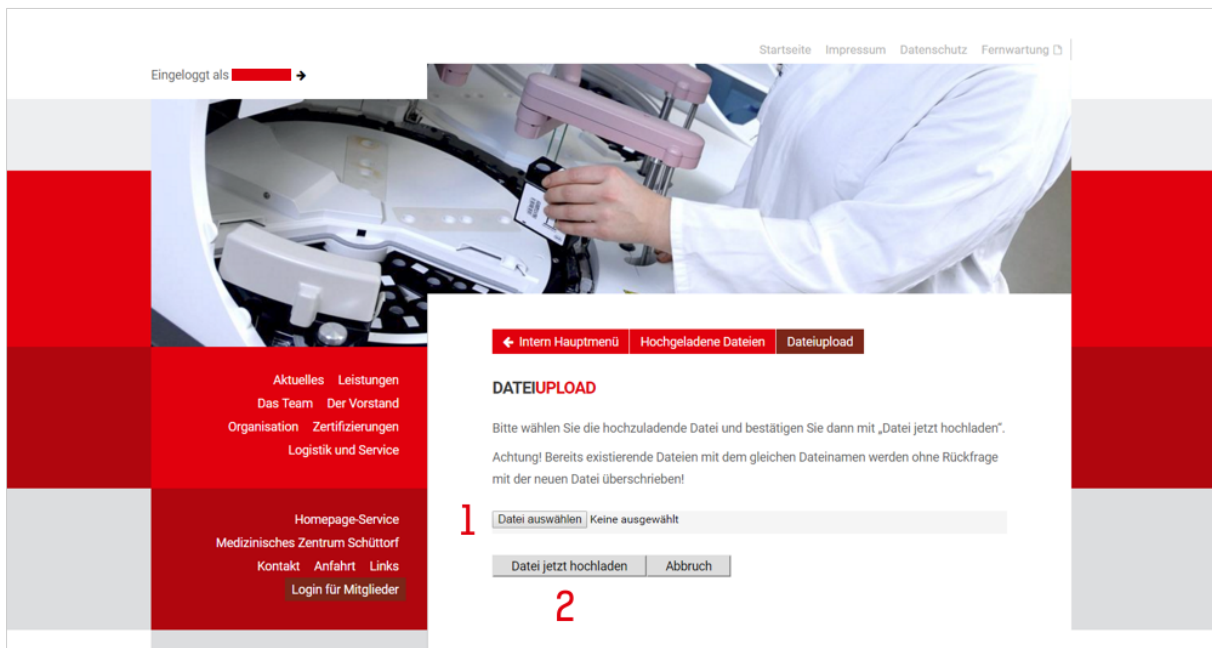 Startseite Impressum Datenschutz Fernwartung
Eingeloggt als
Intern Hauptmenü Hochgeladene Dateien Dateiupload
Aktuelles Leistungen
Das Team Der Vorstand
Organisation Zertifizierungen
Logistik und Service
Homepage-Service
Medizinisches Zentrum Schüttorf
Kontakt Anfahrt Links
Login für Mitglieder
DATEIUPLOAD
Bitte wählen Sie die hochzuladende Datei und bestätigen Sie dann mit „Datei jetzt hochladen“.
Achtung! Bereits existierende Dateien mit dem gleichen Dateinamen werden ohne Rückfrage
mit der neuen Datei überschrieben!
1 Datei auswählen Keine ausgewählt
Datei jetzt hochladen Abbruch
2